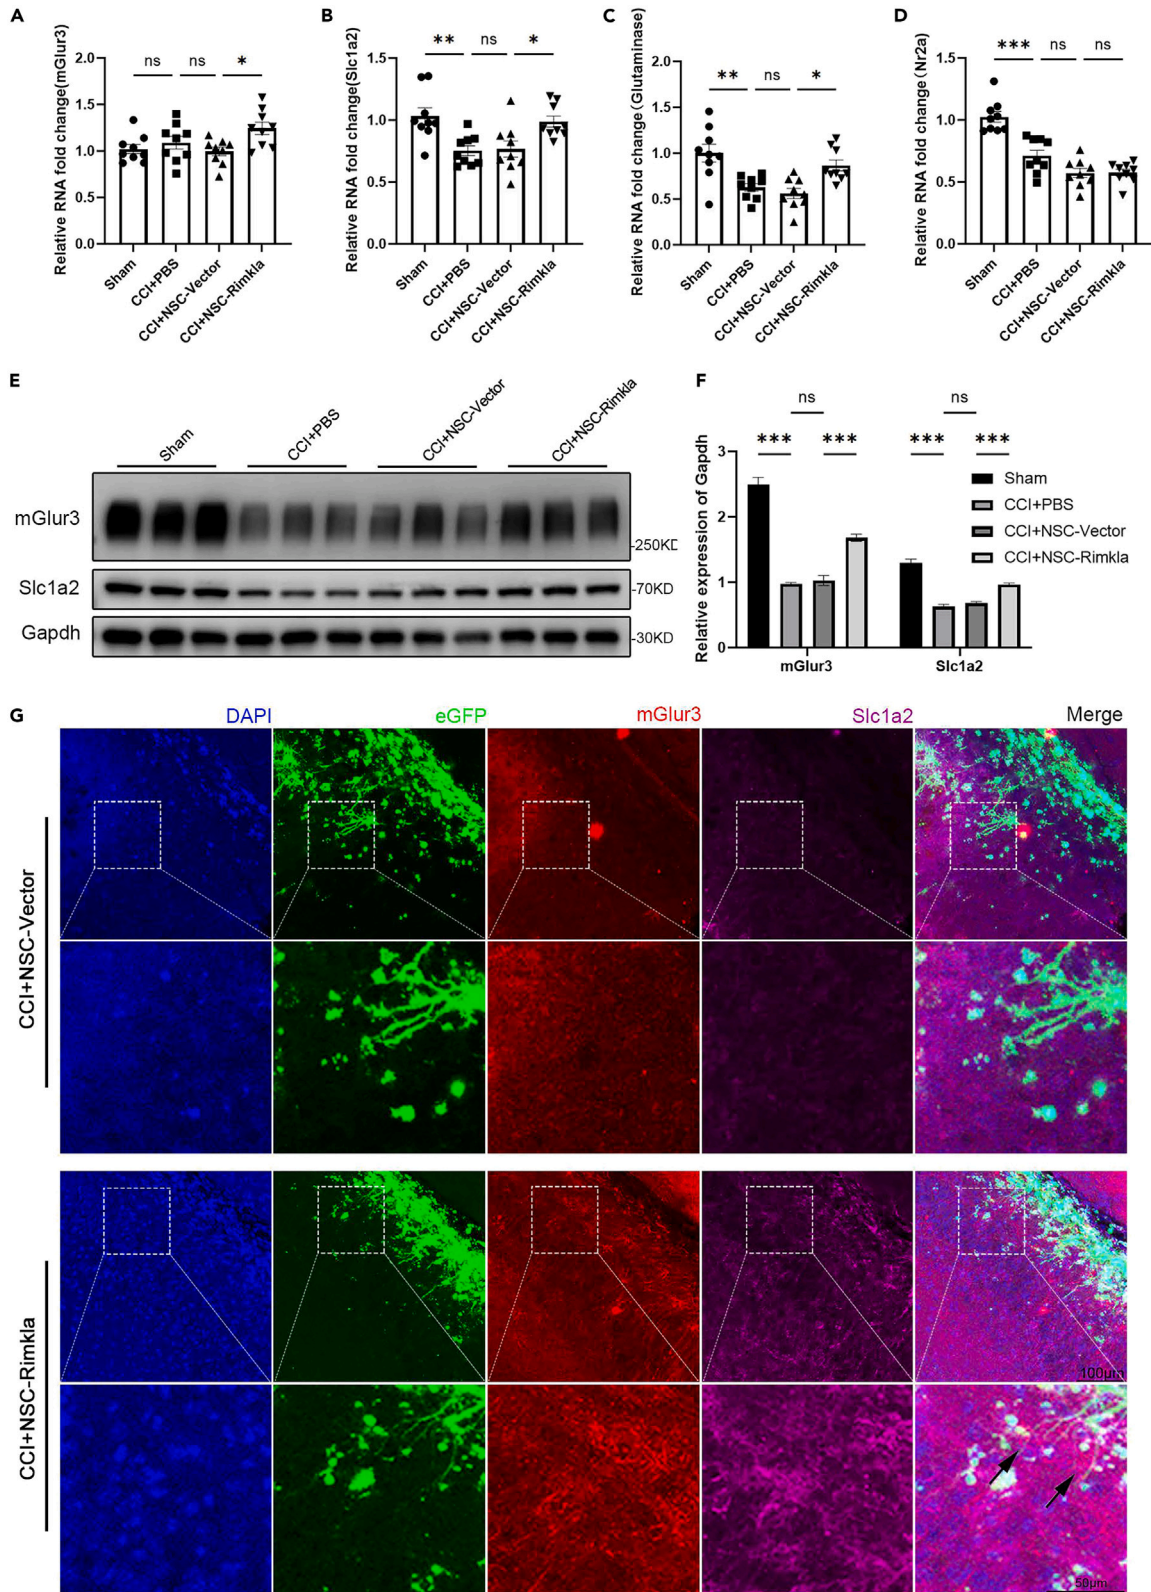 A
Relative RNA fold change(mGlur3)
2.0
1.5
1.0
0.5
0.0
ns
ns
*
Sham
CCI+PBS
CCI+NSC-Vector
CCI+NSC-Rimkla
B
Relative RNA fold change(Slc1a2)
1.5
1.0
0.5
0.0
**
ns
*
Sham
CCI+PBS
CCI+NSC-Vector
CCI+NSC-Rimkla
C
Relative RNA fold change(Glutaminase)
2.0
1.5
1.0
0.5
0.0
**
ns
*
Sham
CCI+PBS
CCI+NSC-Vector
CCI+NSC-Rimkla
D
Relative RNA fold change(Nr2a)
1.5
1.0
0.5
0.0
***
ns
ns
Sham
CCI+PBS
CCI+NSC-Vector
CCI+NSC-Rimkla
E
Sham
CCI+PBS
CCI+NSC-Vector
CCI+NSC-Rimkla
mGlur3
-250KD
Slc1a2
-70KD
Gapdh
-30KD
F
Relative expression of Gapdh
3
2
1
0
ns
ns
***
***
***
***
Sham
CCI+PBS
CCI+NSC-Vector
CCI+NSC-Rimkla
mGlur3
Slc1a2
G
DAPI
eGFP
mGlur3
Slc1a2
Merge
CCI+NSC-Vector
CCI+NSC-Rimkla
100μm
50μm